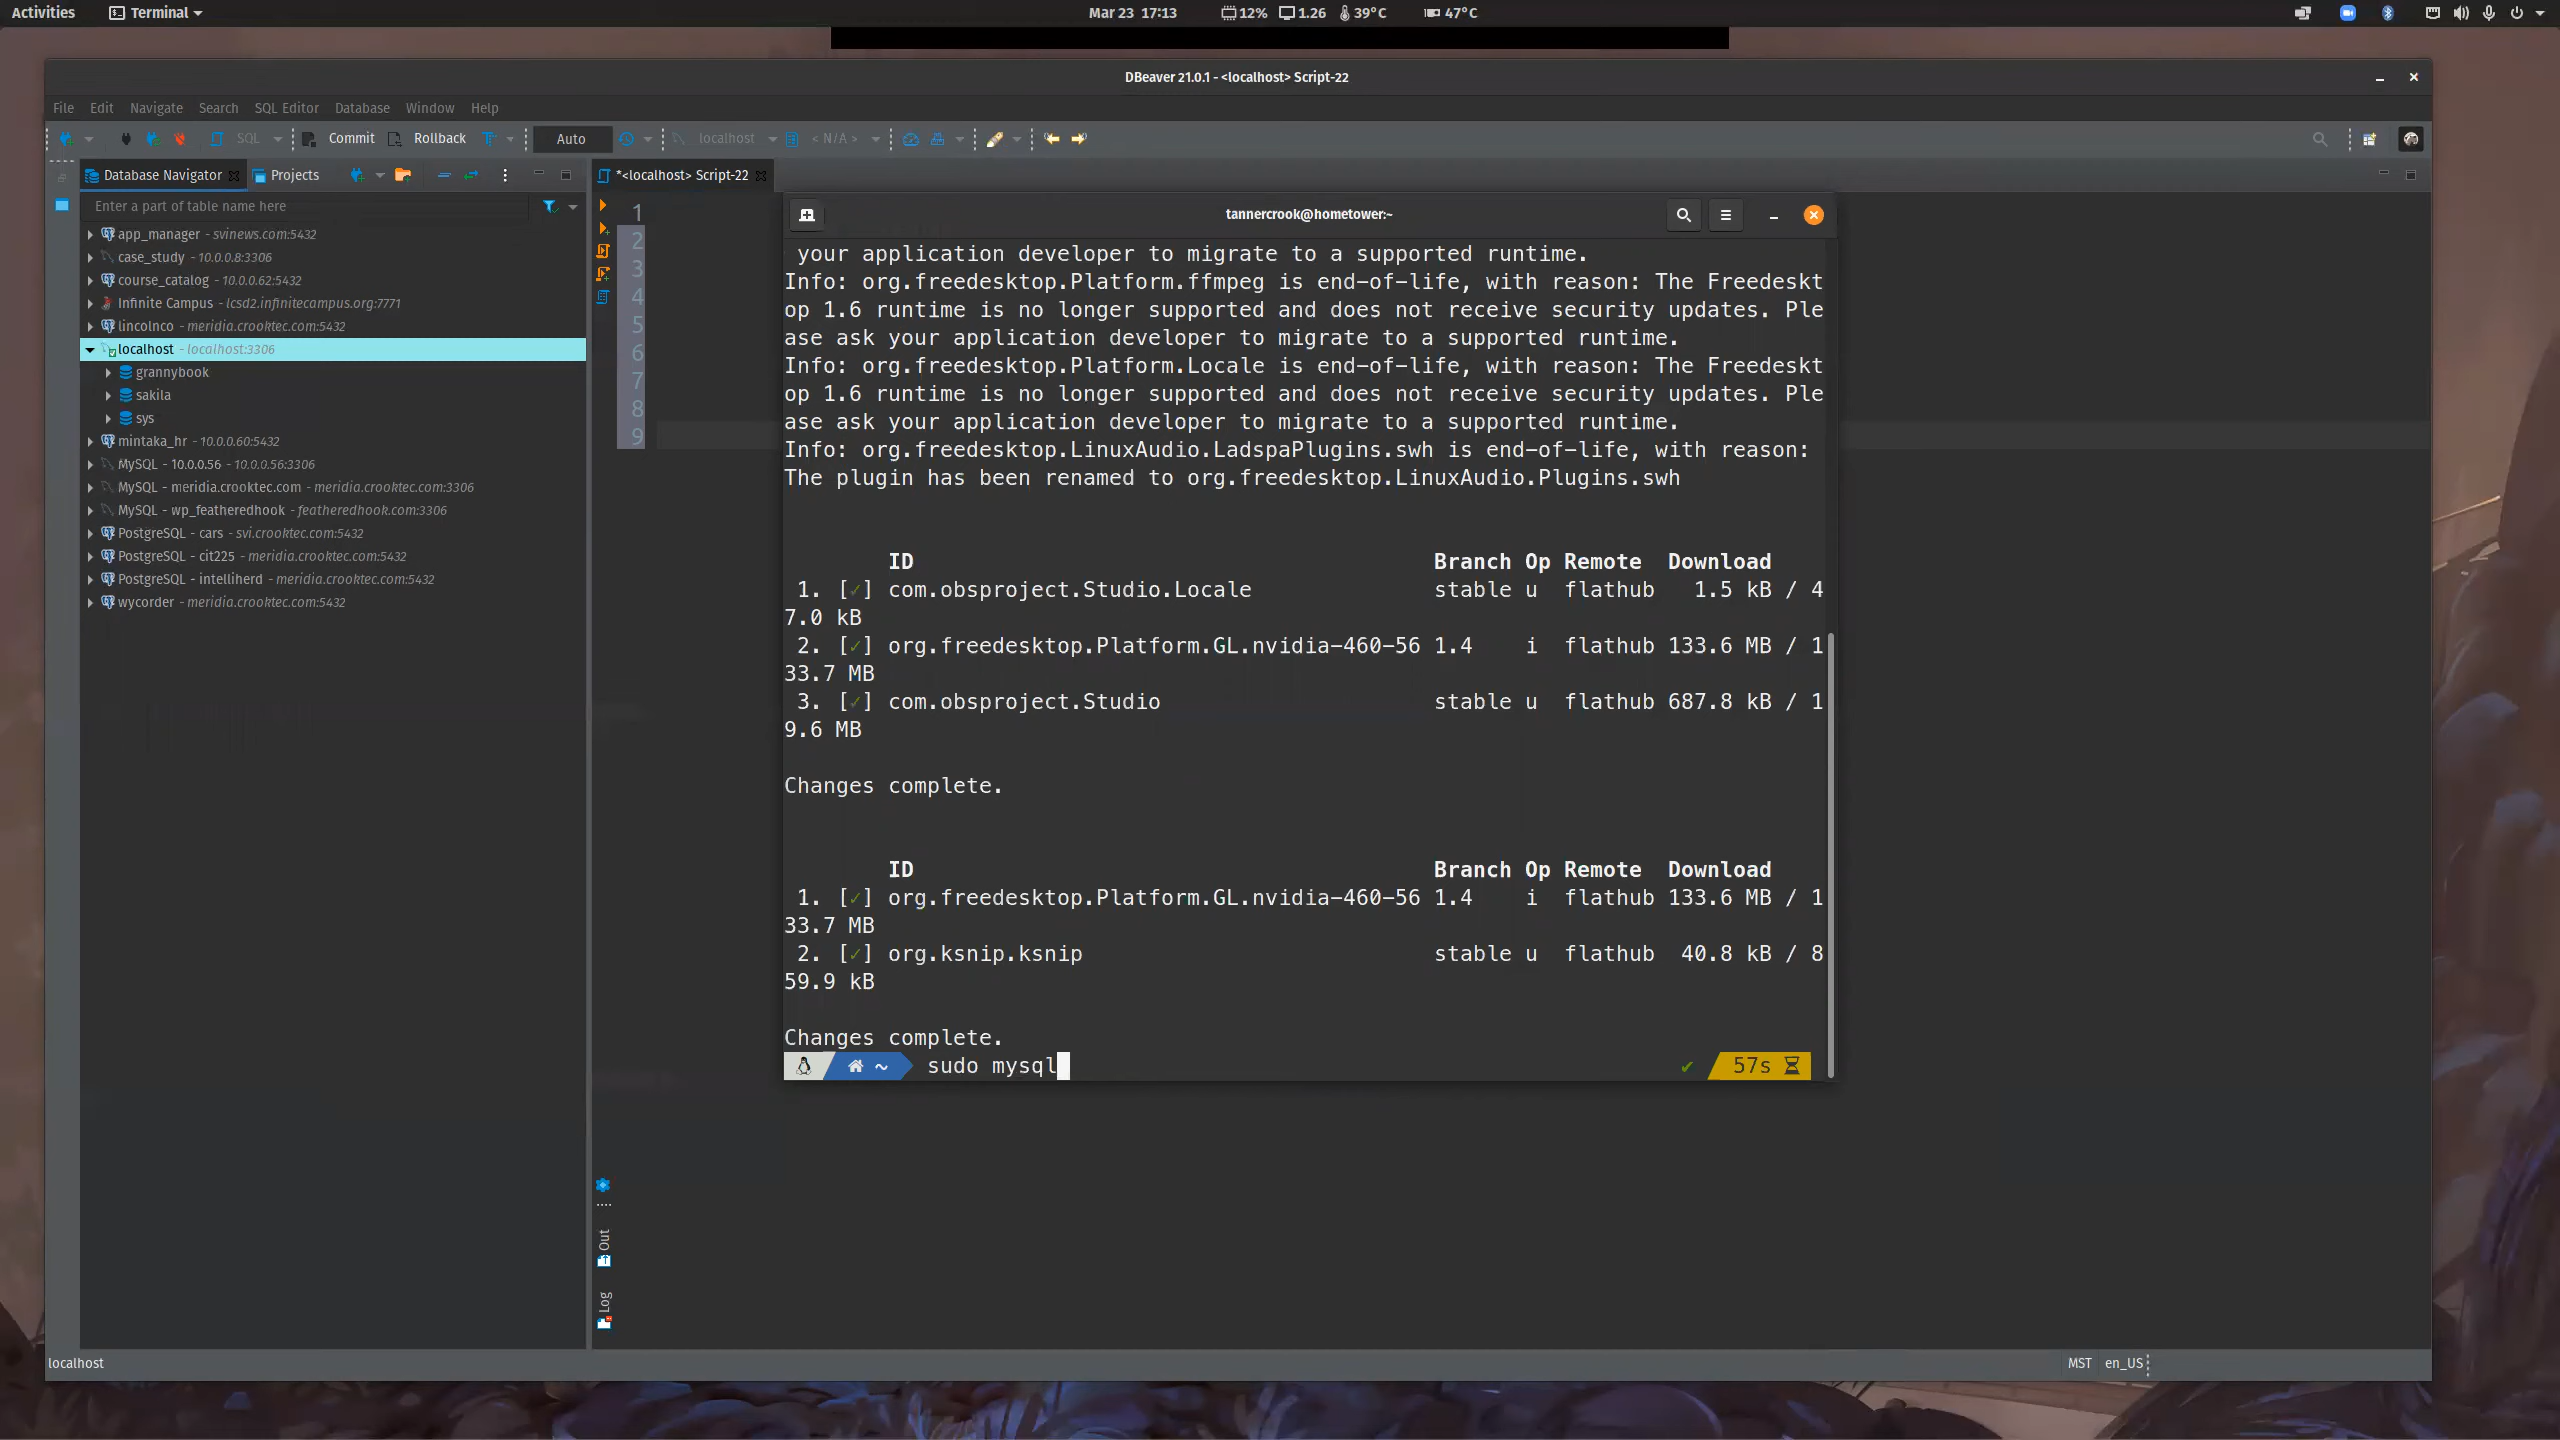 Activities Terminal Mar 23 17:13 12% 1.26 39°C 47°C
DBeaver 21.0.1 - <localhost> Script-22
File Edit Navigate Search SQL Editor Database Window Help
SQL Commit Rollback Auto localhost < N/A >
Database Navigator Projects *<localhost> Script-22
Enter a part of table name here
app_manager - svinews.com:5432
case_study - 10.0.0.8:3306
course_catalog - 10.0.0.62:5432
Infinite Campus - lcsd2.infinitecampus.org:7771
lincolnco - meridia.crooktec.com:5432
localhost - localhost:3306
grannybook
sakila
sys
mintaka_hr - 10.0.0.60:5432
MySQL - 10.0.0.56 - 10.0.0.56:3306
MySQL - meridia.crooktec.com - meridia.crooktec.com:3306
MySQL - wp_featheredhook - featheredhook.com:3306
PostgreSQL - cars - svi.crooktec.com:5432
PostgreSQL - cit225 - meridia.crooktec.com:5432
PostgreSQL - intelliherd - meridia.crooktec.com:5432
wycorder - meridia.crooktec.com:5432
1
2
3
4
5
6
7
8
9
tannercrook@hometower:~
your application developer to migrate to a supported runtime.
Info: org.freedesktop.Platform.ffmpeg is end-of-life, with reason: The Freedeskt
op 1.6 runtime is no longer supported and does not receive security updates. Ple
ase ask your application developer to migrate to a supported runtime.
Info: org.freedesktop.Platform.Locale is end-of-life, with reason: The Freedeskt
op 1.6 runtime is no longer supported and does not receive security updates. Ple
ase ask your application developer to migrate to a supported runtime.
Info: org.freedesktop.LinuxAudio.LadspaPlugins.swh is end-of-life, with reason:
The plugin has been renamed to org.freedesktop.LinuxAudio.Plugins.swh
ID Branch Op Remote Download
1. [✓] com.obsproject.Studio.Locale stable u flathub 1.5 kB / 4
7.0 kB
2. [✓] org.freedesktop.Platform.GL.nvidia-460-56 1.4 i flathub 133.6 MB / 1
33.7 MB
3. [✓] com.obsproject.Studio stable u flathub 687.8 kB / 1
9.6 MB
Changes complete.
ID Branch Op Remote Download
1. [✓] org.freedesktop.Platform.GL.nvidia-460-56 1.4 i flathub 133.6 MB / 1
33.7 MB
2. [✓] org.ksnip.ksnip stable u flathub 40.8 kB / 8
59.9 kB
Changes complete.
~ sudo mysql ✔ 57s
Out
Log
localhost MST en_US